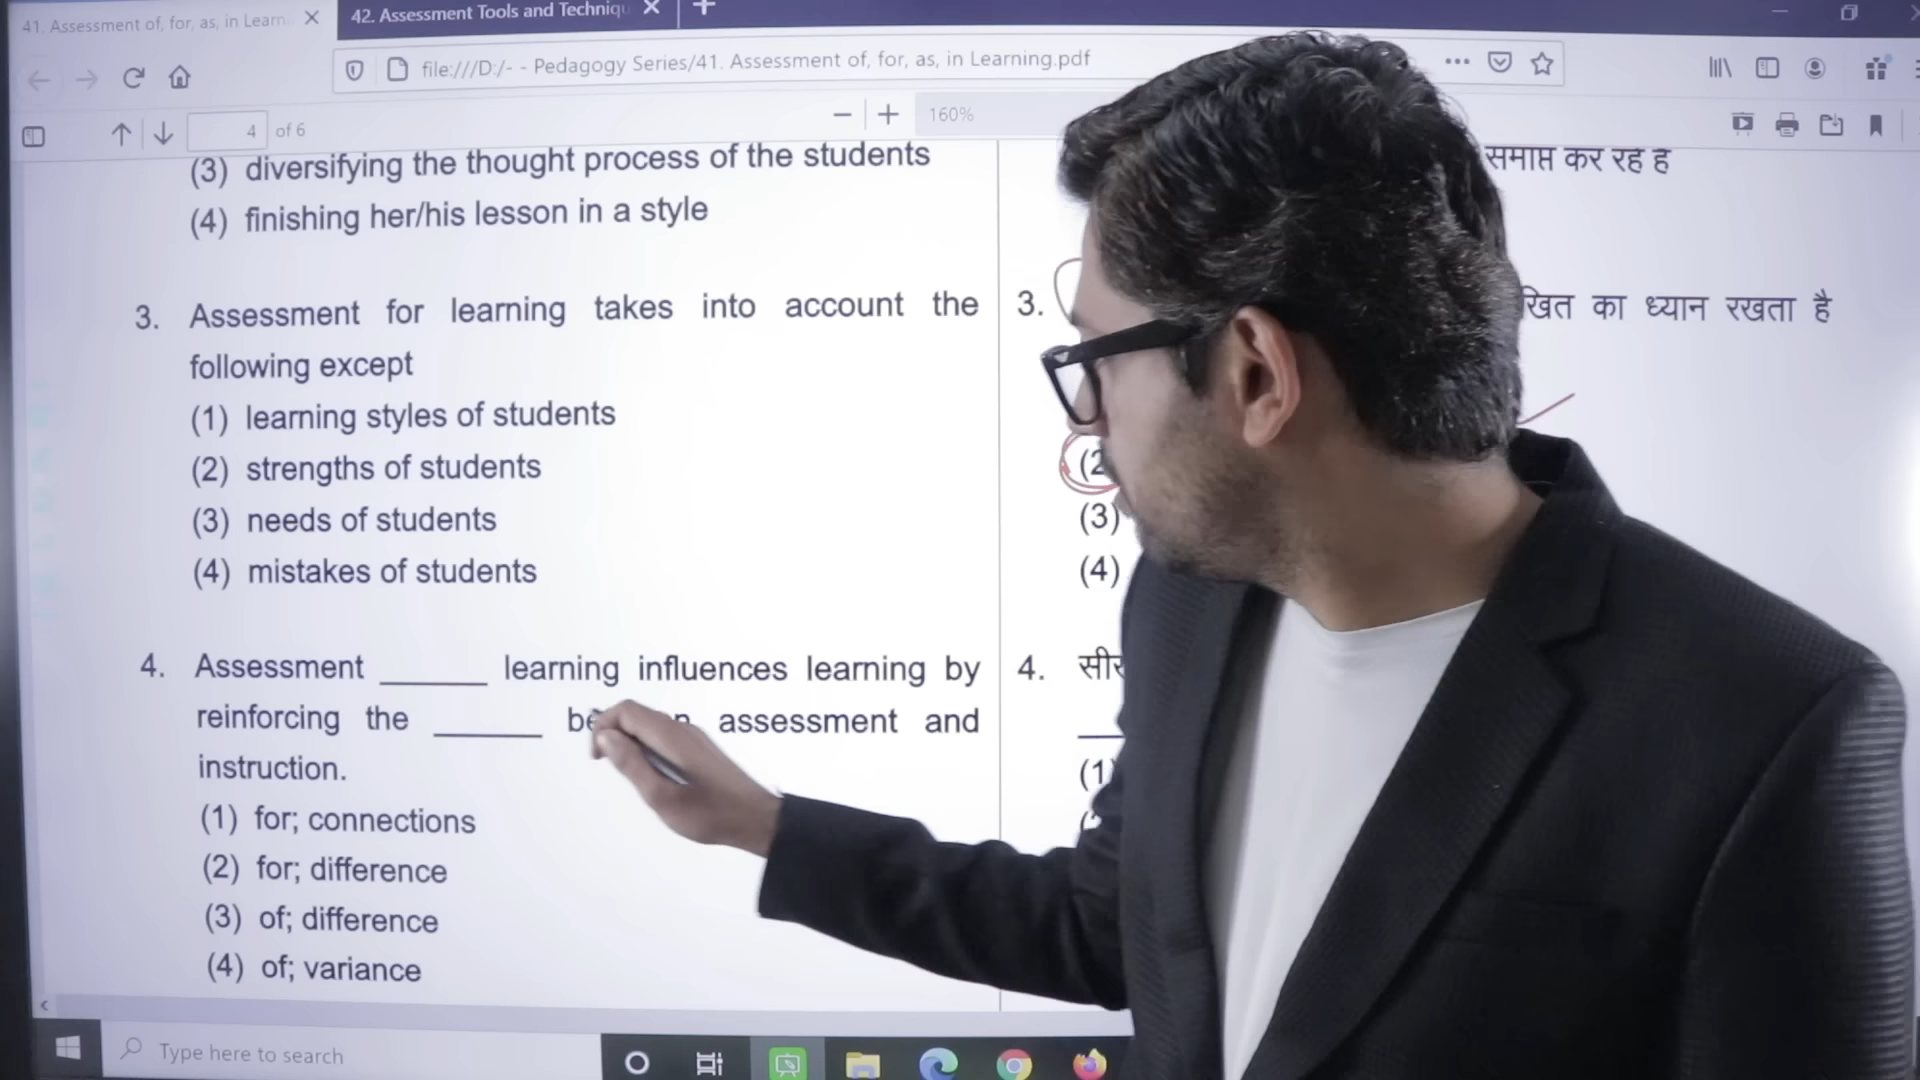 41. Assessment of, for, as, in Learn
42. Assessment Tools and Techniqu
file:///D:/- - Pedagogy Series/41. Assessment of, for, as, in Learning.pdf
4 of 6
160%
(3) diversifying the thought process of the students
(4) finishing her/his lesson in a style
3. Assessment for learning takes into account the
following except
(1) learning styles of students
(2) strengths of students
(3) needs of students
(4) mistakes of students
4. Assessment ______ learning influences learning by
reinforcing the ______ assessment and
instruction.
(1) for; connections
(2) for; difference
(3) of; difference
(4) of; variance
समाप्त कर रहे हैं
3. का ध्यान रखता है
(2
(3)
(4)
4.
(1)
Type here to search